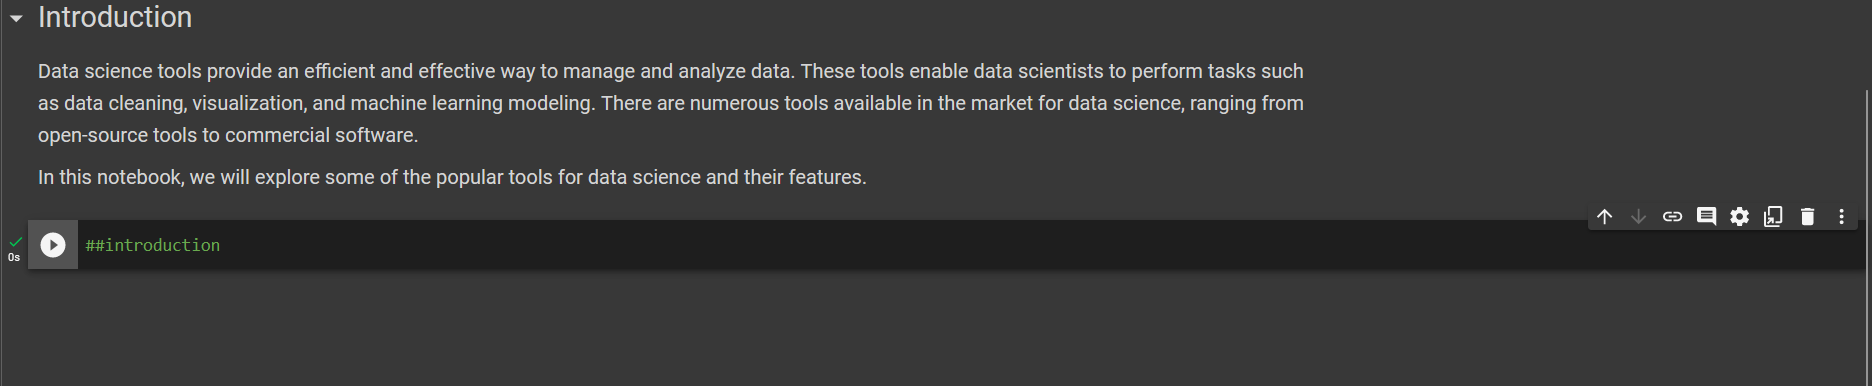 Introduction
Data science tools provide an efficient and effective way to manage and analyze data. These tools enable data scientists to perform tasks such
as data cleaning, visualization, and machine learning modeling. There are numerous tools available in the market for data science, ranging from
open-source tools to commercial software.
In this notebook, we will explore some of the popular tools for data science and their features.
##introduction
0s